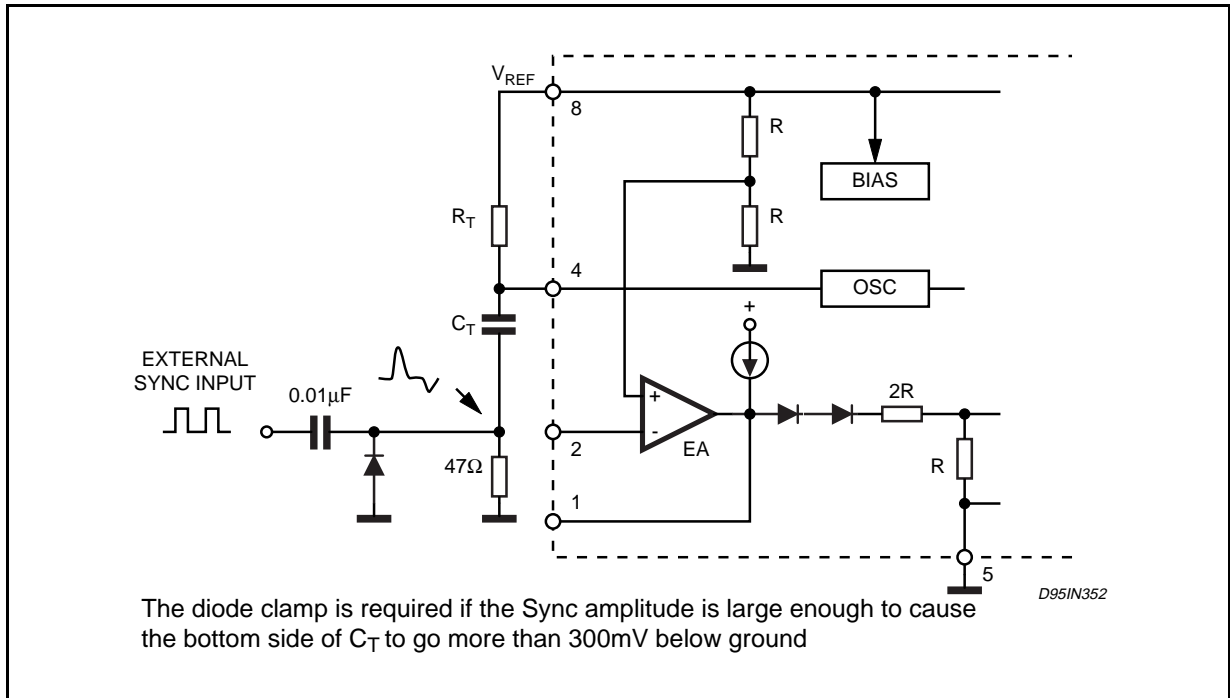 VREF
8
R
BIAS
RT
R
4
OSC
CT
+
EXTERNAL
SYNC INPUT
0.01μF
2R
+
-
EA
2
47Ω
R
1
5
D95IN352
The diode clamp is required if the Sync amplitude is large enough to cause
the bottom side of CT to go more than 300mV below ground